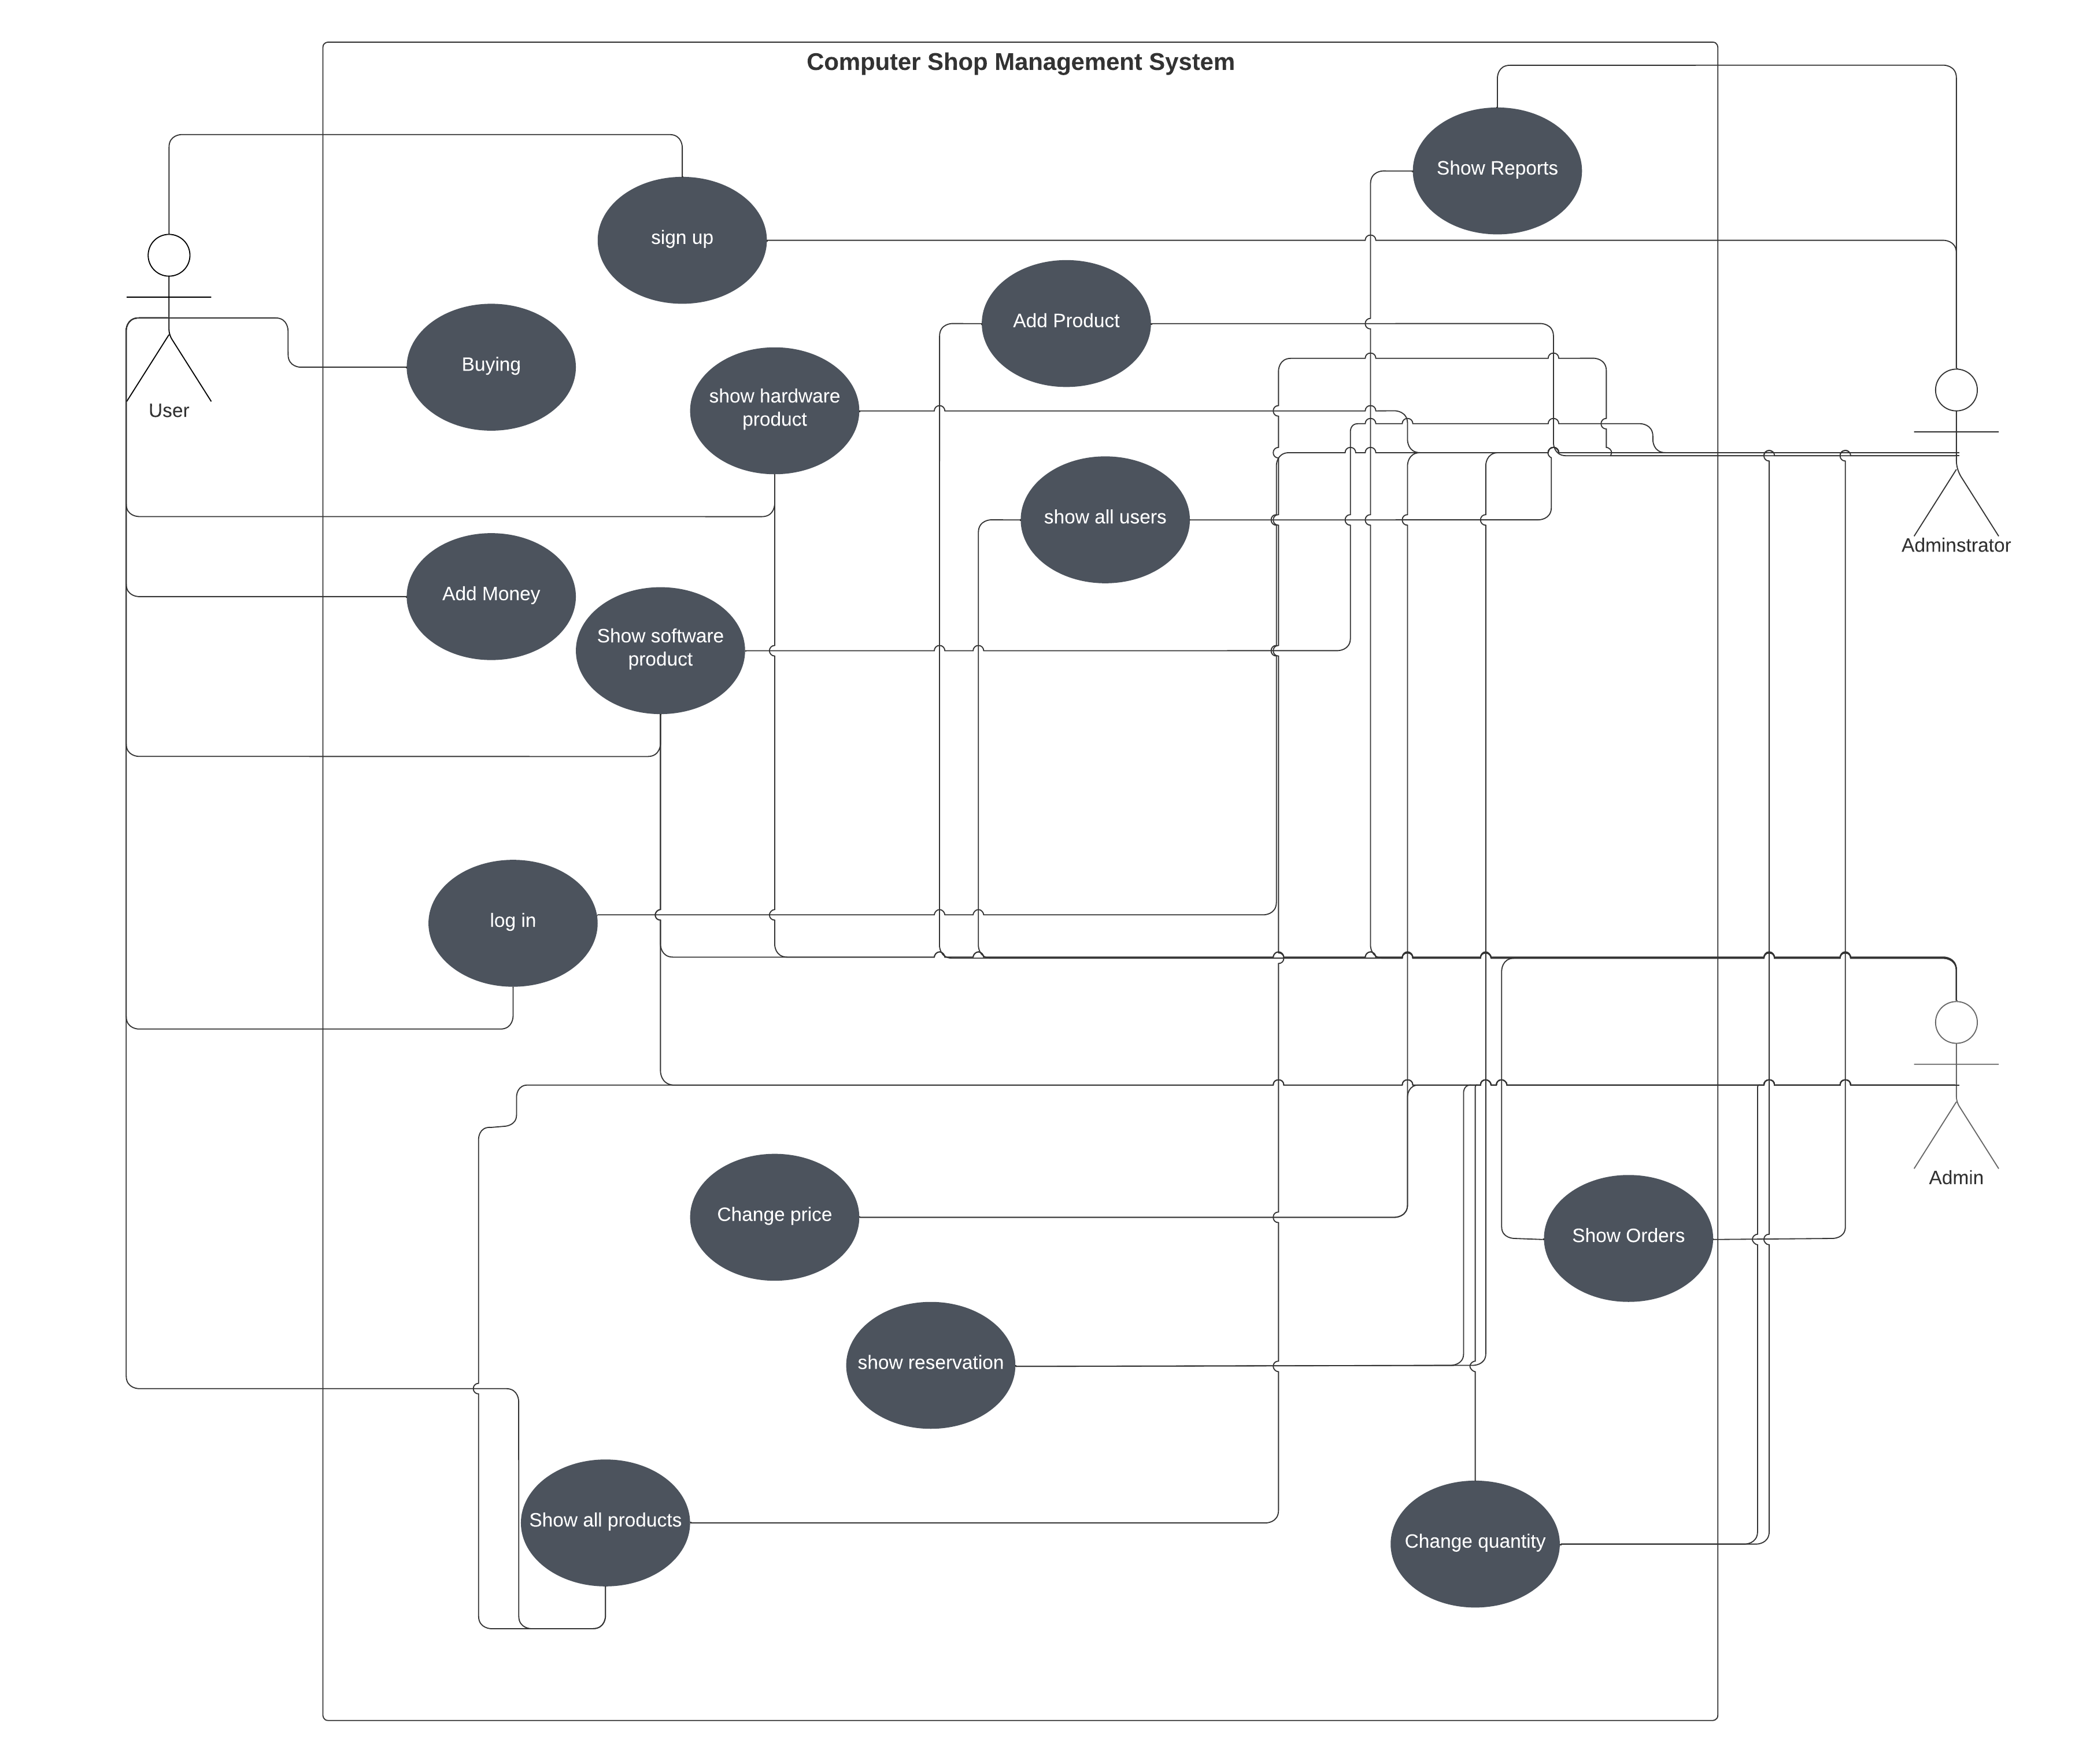 Computer Shop Management System
Show Reports
sign up
Add Product
Buying
show hardware
product
User
show all users
Adminstrator
Add Money
Show software
product
log in
Admin
Change price
Show Orders
show reservation
Show all products
Change quantity